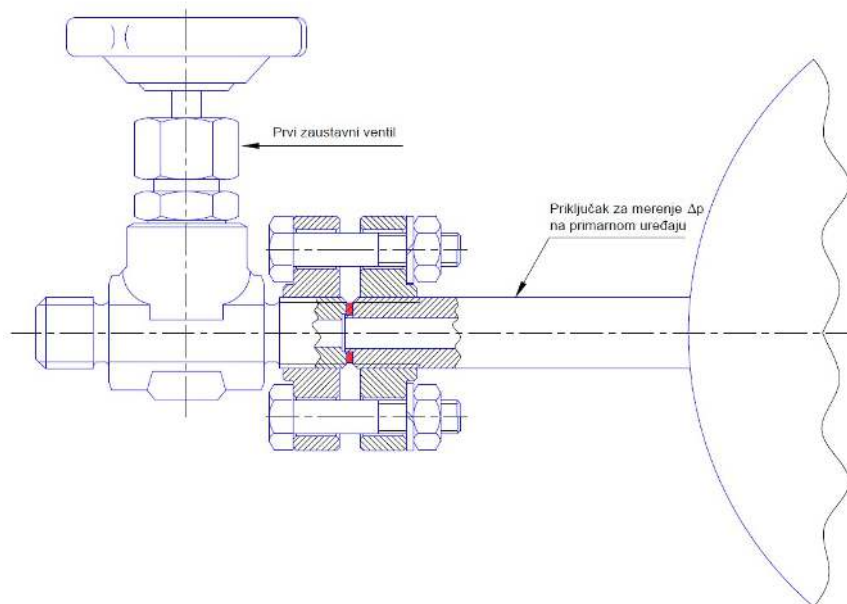 Prvi zaustavni ventil
Priključak za merenje Δp
na primarnom uređaju